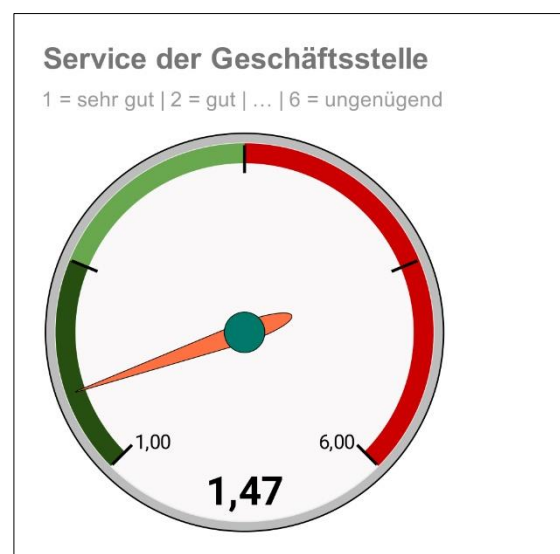 Service der Geschäftsstelle
1 = sehr gut | 2 = gut | … | 6 = ungenügend
1,00
6,00
1,47